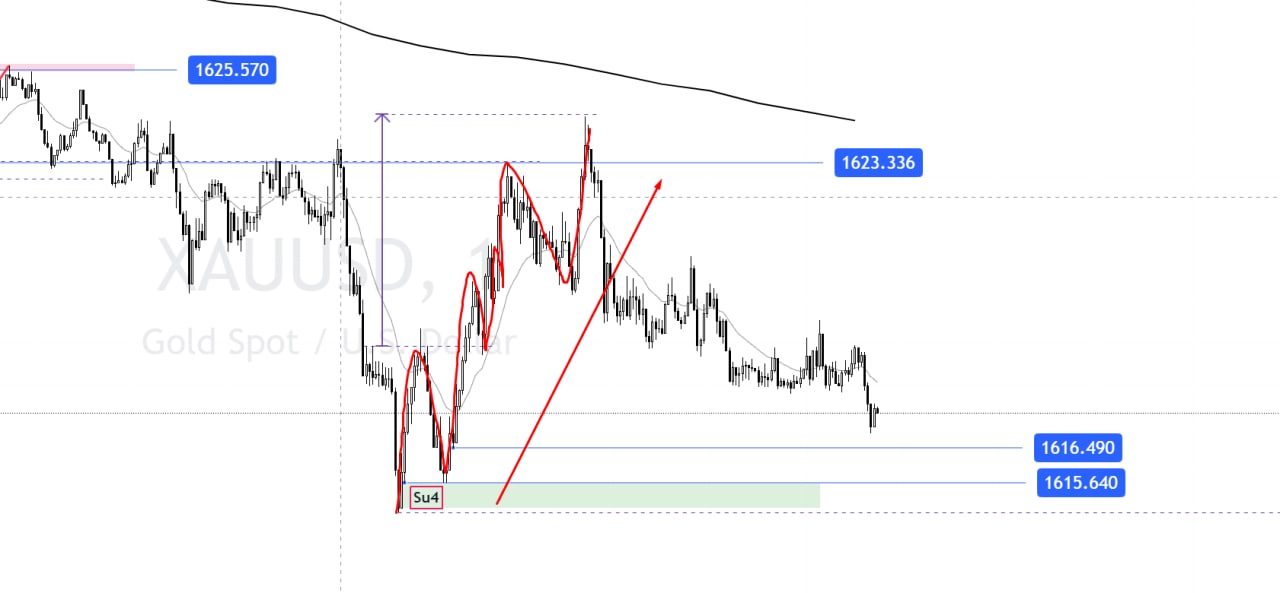 1625.570
1623.336
XAUUSD, 1
Gold Spot / U.S. Dollar
1616.490
1615.640
Su4